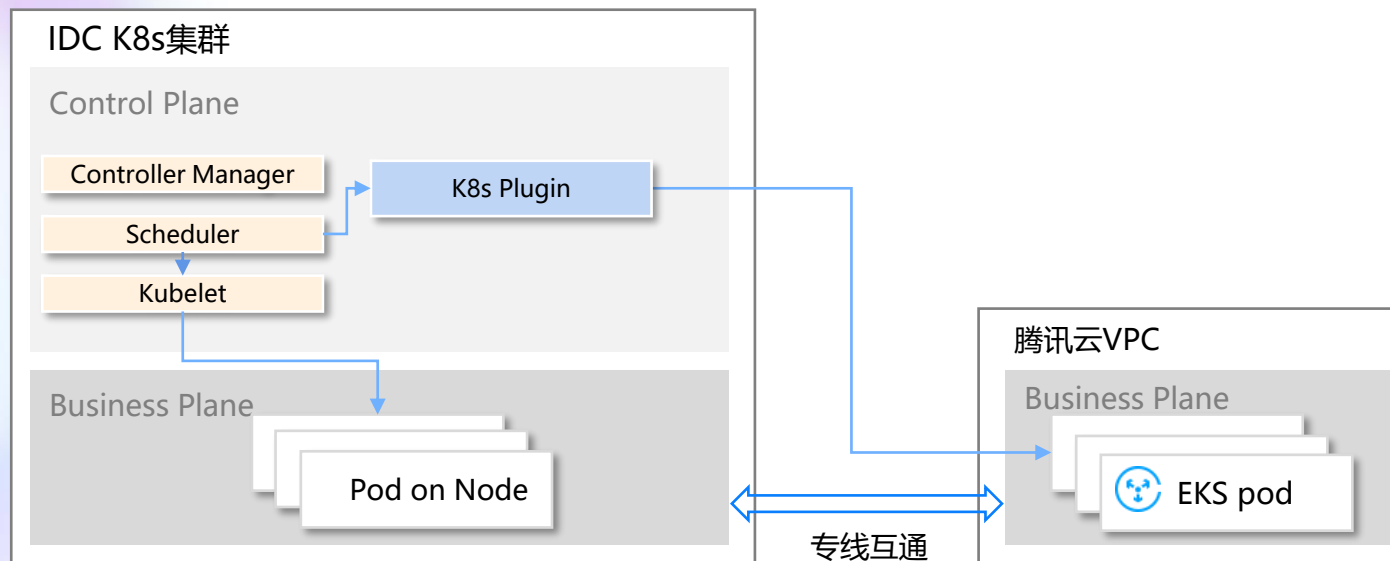 IDC K8s集群
Control Plane
Controller Manager
K8s Plugin
Scheduler
Kubelet
腾讯云VPC
Business Plane
Business Plane
Pod on Node
EKS pod
专线互通